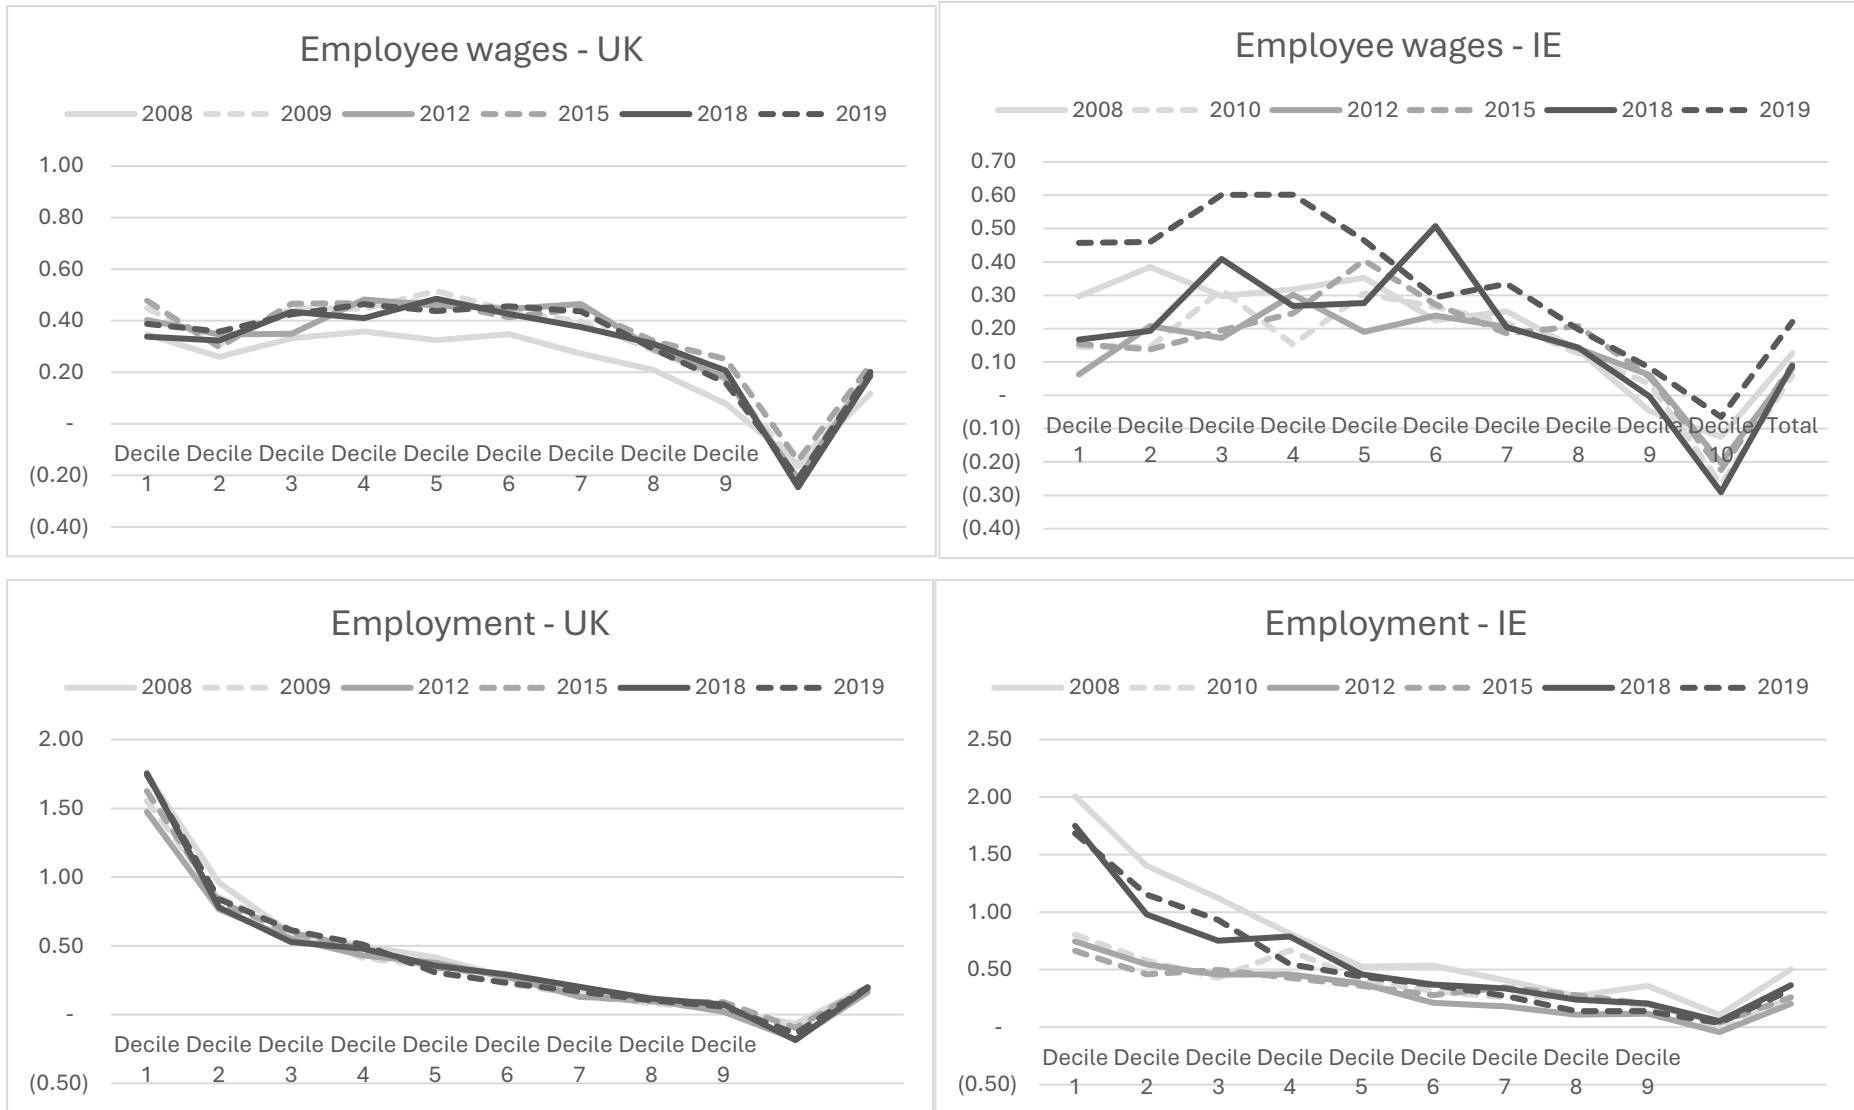 Employee wages - UK
2008 2009 2012 2015 2018 2019
1.00
0.80
0.60
0.40
0.20
-
(0.20)
(0.40)
Decile Decile Decile Decile Decile Decile Decile Decile Decile
1 2 3 4 5 6 7 8 9
Employee wages - IE
2008 2010 2012 2015 2018 2019
0.70
0.60
0.50
0.40
0.30
0.20
0.10
-
(0.10)
(0.20)
(0.30)
(0.40)
Decile Decile Decile Decile Decile Decile Decile Decile Decile Decile Total
1 2 3 4 5 6 7 8 9 10
Employment - UK
2008 2009 2012 2015 2018 2019
2.00
1.50
1.00
0.50
-
(0.50)
Decile Decile Decile Decile Decile Decile Decile Decile Decile
1 2 3 4 5 6 7 8 9
Employment - IE
2008 2010 2012 2015 2018 2019
2.50
2.00
1.50
1.00
0.50
-
(0.50)
Decile Decile Decile Decile Decile Decile Decile Decile Decile
1 2 3 4 5 6 7 8 9